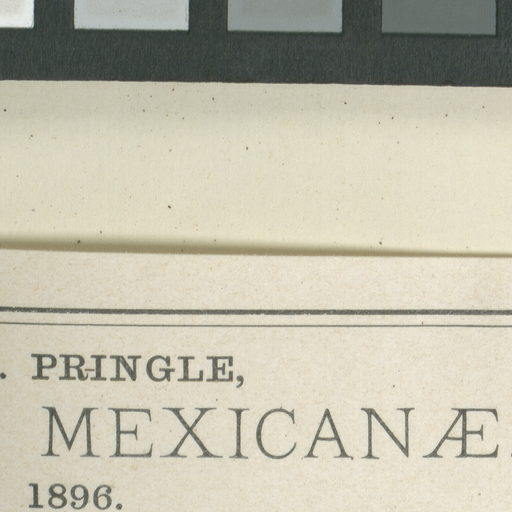 . PRINGLE,
MEXICANÆ.
1896.